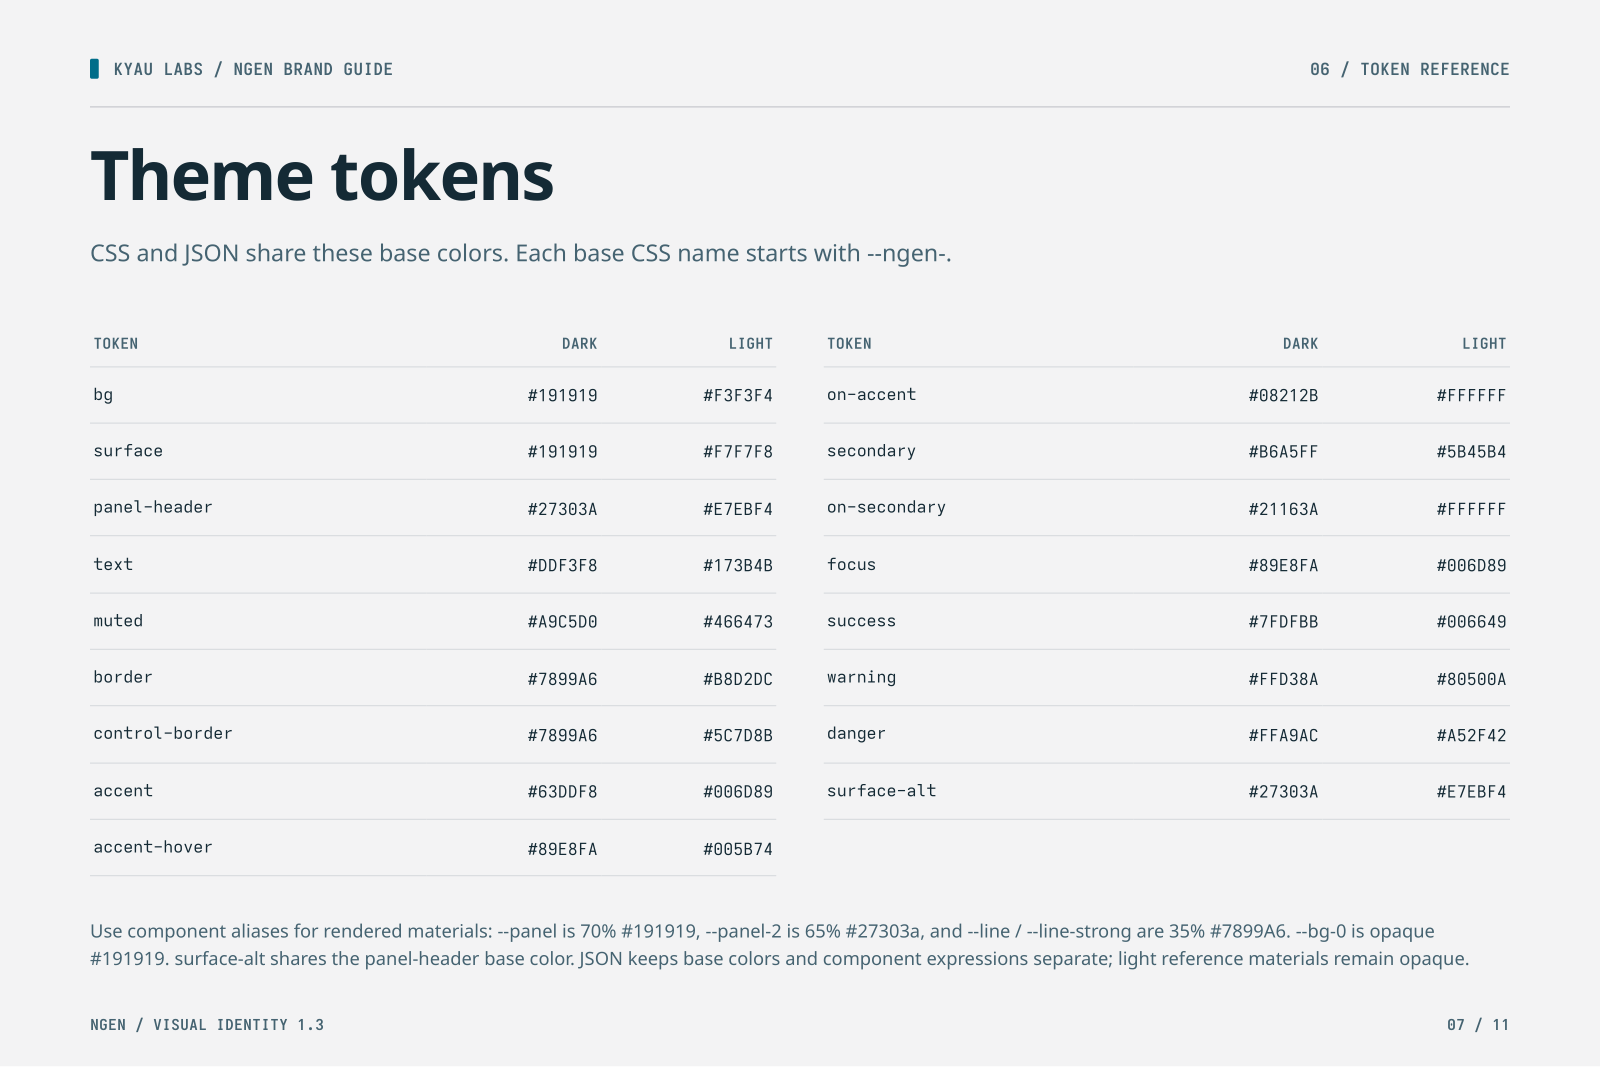 KYAU LABS / NGEN BRAND GUIDE
06 / TOKEN REFERENCE
Theme tokens
CSS and JSON share these base colors. Each base CSS name starts with --ngen-.
TOKEN DARK LIGHT
bg #191919 #F3F3F4
surface #191919 #F7F7F8
panel-header #27303A #E7EBF4
text #DDF3F8 #173B4B
muted #A9C5D0 #466473
border #7899A6 #B8D2DC
control-border #7899A6 #5C7D8B
accent #63DDF8 #006D89
accent-hover #89E8FA #005B74
TOKEN DARK LIGHT
on-accent #08212B #FFFFFF
secondary #B6A5FF #5B45B4
on-secondary #21163A #FFFFFF
focus #89E8FA #006D89
success #7FDFBB #006649
warning #FFD38A #80500A
danger #FFA9AC #A52F42
surface-alt #27303A #E7EBF4
Use component aliases for rendered materials: --panel is 70% #191919, --panel-2 is 65% #27303a, and --line / --line-strong are 35% #7899A6. --bg-0 is opaque
#191919. surface-alt shares the panel-header base color. JSON keeps base colors and component expressions separate; light reference materials remain opaque.
NGEN / VISUAL IDENTITY 1.3
07 / 11